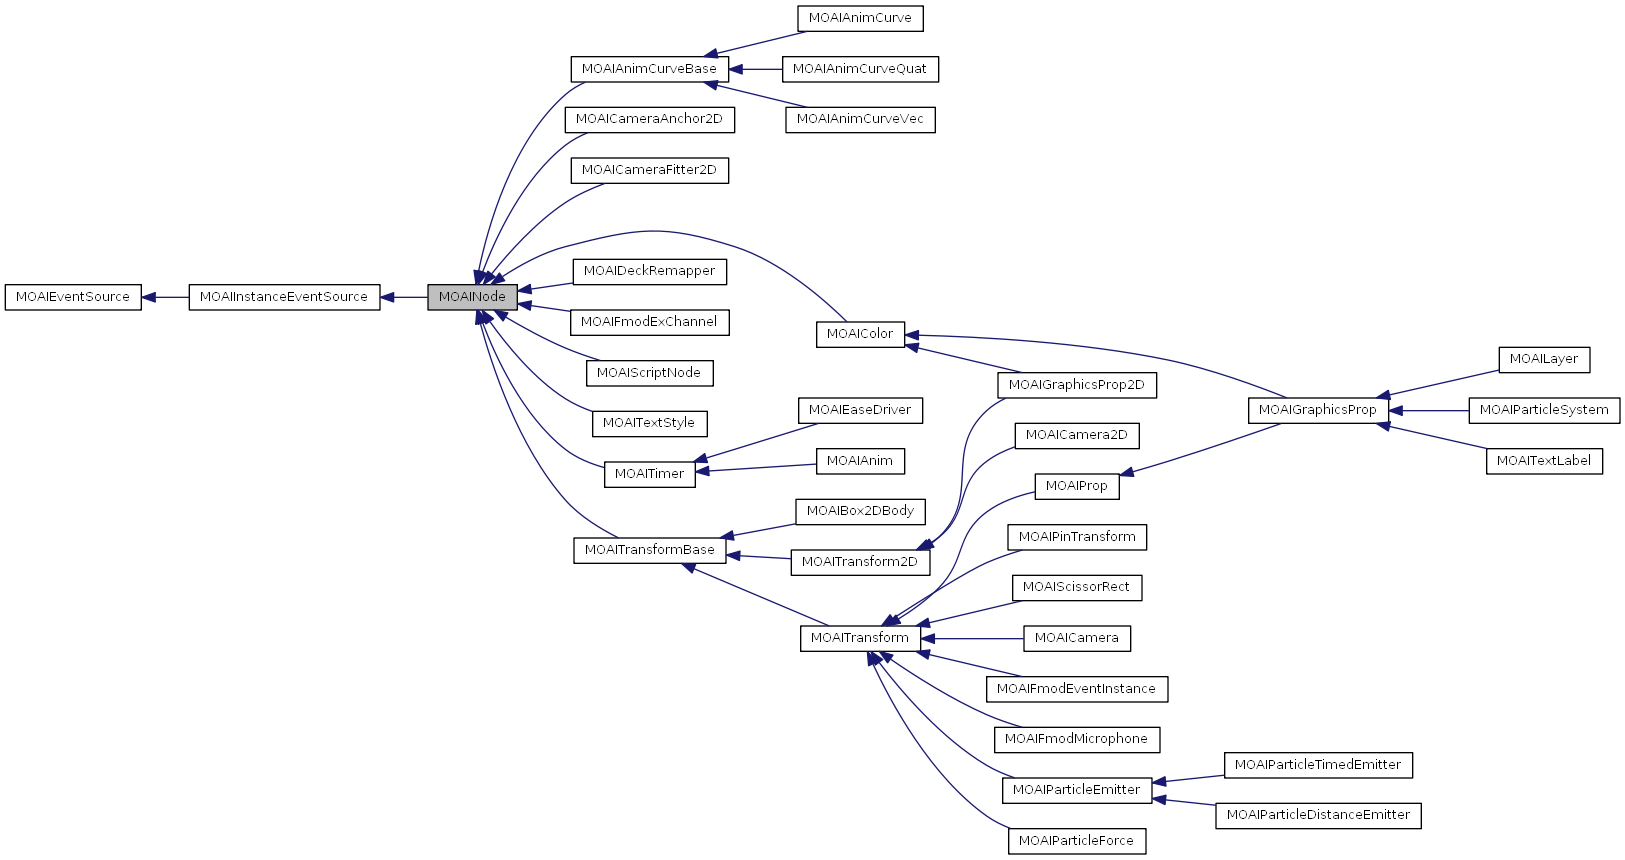 MOAIAnimCurve
MOAIAnimCurveBase
MOAIAnimCurveQuat
MOAICameraAnchor2D
MOAIAnimCurveVec
MOAICameraFitter2D
MOAIDeckRemapper
MOAIEventSource
MOAIInstanceEventSource
MOAINode
MOAIFmodExChannel
MOAIColor
MOAILayer
MOAIScriptNode
MOAIGraphicsProp2D
MOAIEaseDriver
MOAIGraphicsProp
MOAIParticleSystem
MOAITextStyle
MOAICamera2D
MOAIAnim
MOAITextLabel
MOAITimer
MOAIProp
MOAIBox2DBody
MOAIPinTransform
MOAITransformBase
MOAITransform2D
MOAIScissorRect
MOAITransform
MOAICamera
MOAIFmodEventInstance
MOAIFmodMicrophone
MOAIParticleTimedEmitter
MOAIParticleEmitter
MOAIParticleDistanceEmitter
MOAIParticleForce